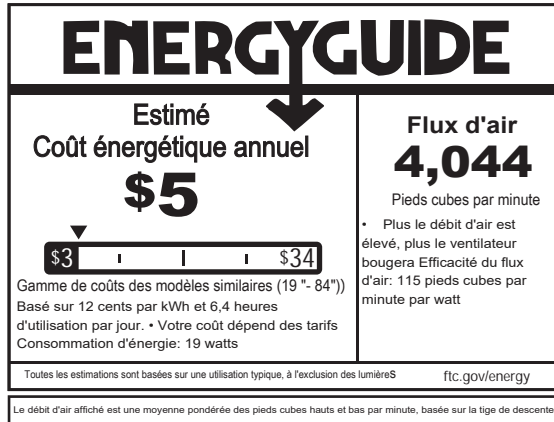 ENERGYGUIDE
Estimé
Coût énergétique annuel
$5
$3
$34
Gamme de coûts des modèles similaires (19 "- 84"))
Basé sur 12 cents par kWh et 6,4 heures
d'utilisation par jour. • Votre coût dépend des tarifs
Consommation d'énergie: 19 watts
Flux d'air
4,044
Pieds cubes par minute
• Plus le débit d'air est
élevé, plus le ventilateur
bougera Efficacité du flux
d'air: 115 pieds cubes par
minute par watt
Toutes les estimations sont basées sur une utilisation typique, à l'exclusion des lumièreS
ftc.gov/energy
Le débit d'air affiché est une moyenne pondérée des pieds cubes hauts et bas par minute, basée sur la tige de descente